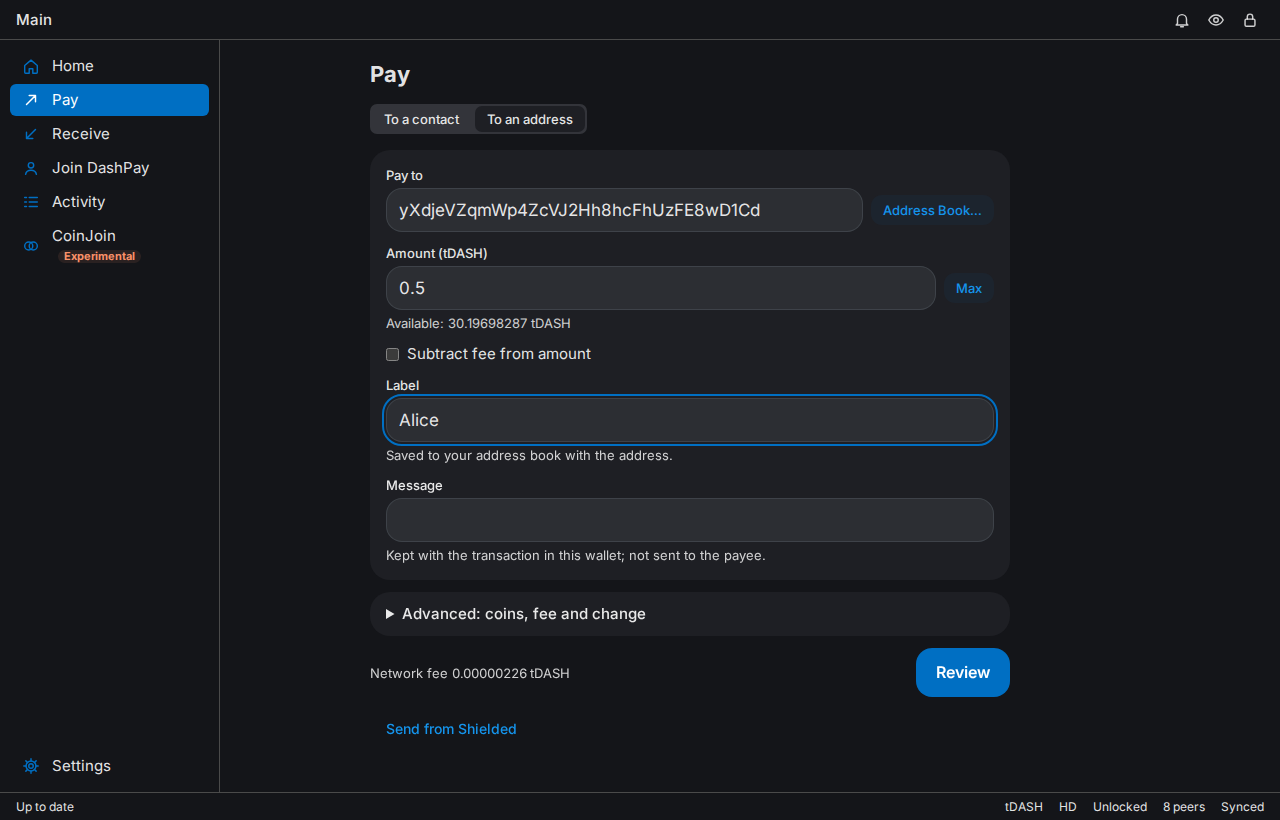 Main
Home
Pay
Receive
Join DashPay
Activity
CoinJoin
Experimental
Settings
Pay
To a contact
To an address
Pay to
yXdjeVZqmWp4ZcVJ2Hh8hcFhUzFE8wD1Cd
Address Book...
Amount (tDASH)
0.5
Max
Available: 30.19698287 tDASH
Subtract fee from amount
Label
Alice
Saved to your address book with the address.
Message
Kept with the transaction in this wallet; not sent to the payee.
Advanced: coins, fee and change
Network fee 0.00000226 tDASH
Review
Send from Shielded
Up to date
tDASH
HD
Unlocked
8 peers
Synced